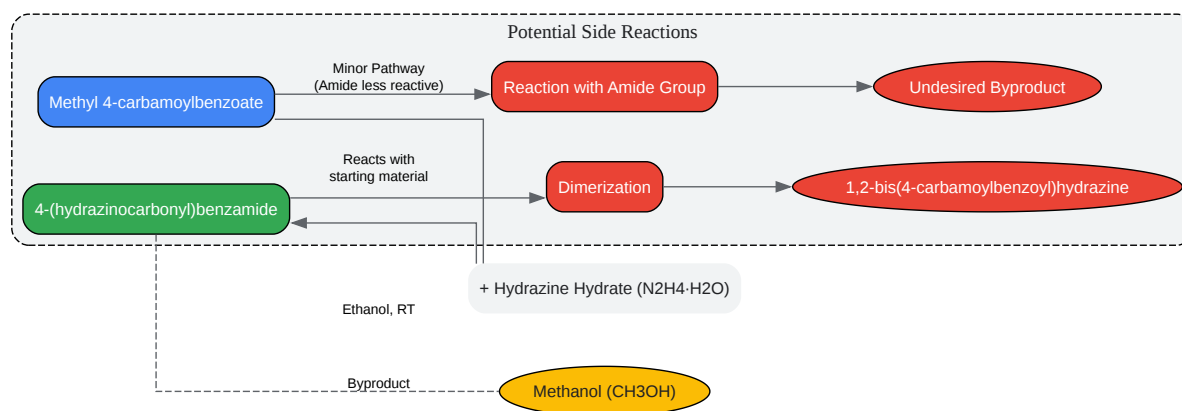 Potential Side Reactions
Minor Pathway
(Amide less reactive)
Methyl 4-carbamoylbenzoate
Reaction with Amide Group
Undesired Byproduct
Reacts with
starting material
4-(hydrazinocarbonyl)benzamide
Dimerization
1,2-bis(4-carbamoylbenzoyl)hydrazine
+ Hydrazine Hydrate (N2H4·H2O)
Ethanol, RT
Byproduct
Methanol (CH3OH)